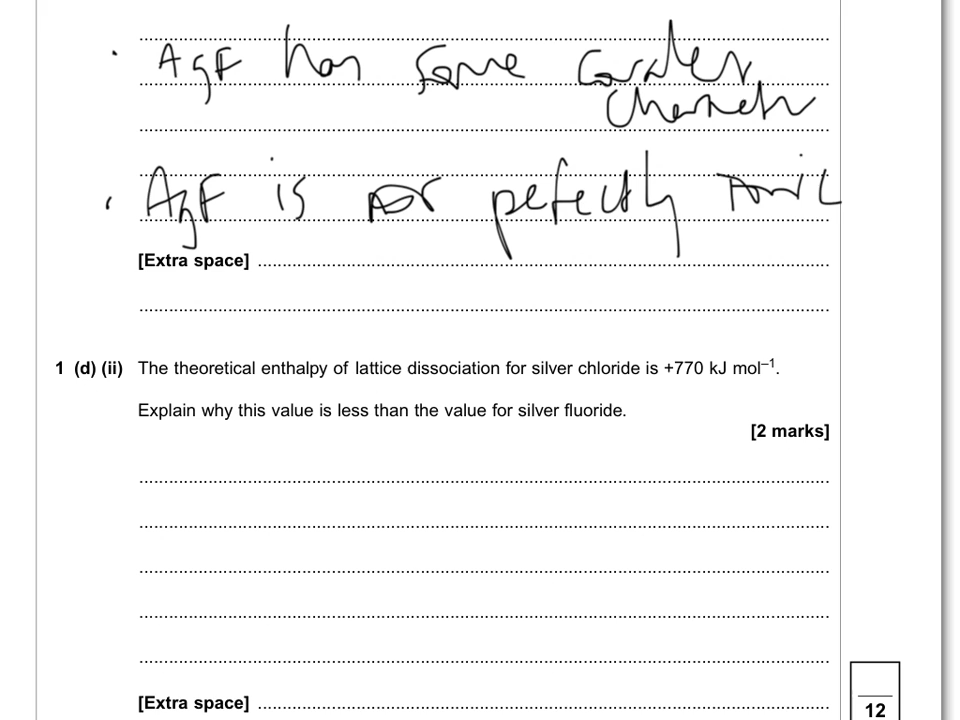 • AgF has some covalent
character
• AgF is not perfectly ionic
[Extra space]
1 (d) (ii) The theoretical enthalpy of lattice dissociation for silver chloride is +770 kJ mol⁻¹.
Explain why this value is less than the value for silver fluoride.
[2 marks]
[Extra space]
12